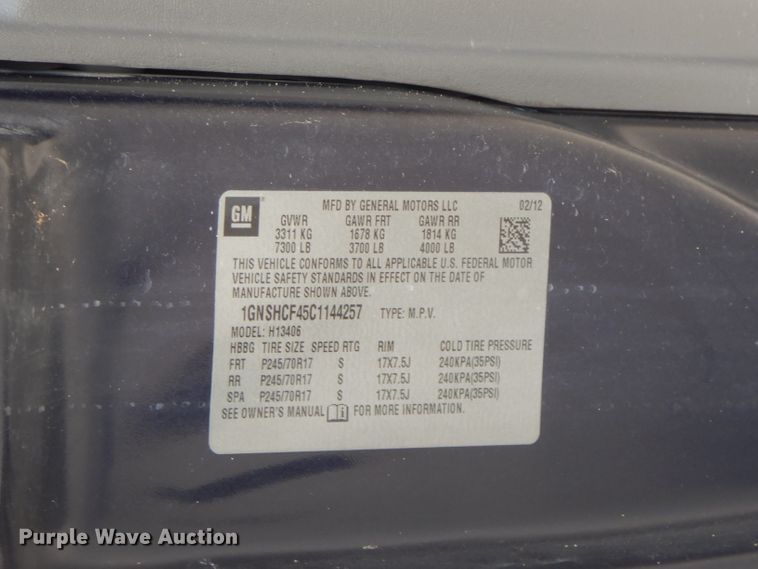 GM MFD BY GENERAL MOTORS LLC 02/12
GVWR GAWR FRT GAWR RR
3311 KG 1678 KG 1814 KG
7300 LB 3700 LB 4000 LB
THIS VEHICLE CONFORMS TO ALL APPLICABLE U.S. FEDERAL MOTOR
VEHICLE SAFETY STANDARDS IN EFFECT ON THE DATE OF
MANUFACTURE SHOWN ABOVE.
1GNSHCF45C1144257 TYPE: M.P.V.
MODEL: H13406
HBBG TIRE SIZE SPEED RTG RIM COLD TIRE PRESSURE
FRT P245/70R17 S 17X7.5J 240KPA(35PSI)
RR P245/70R17 S 17X7.5J 240KPA(35PSI)
SPA P245/70R17 S 17X7.5J 240KPA(35PSI)
SEE OWNER'S MANUAL FOR MORE INFORMATION.
Purple Wave Auction